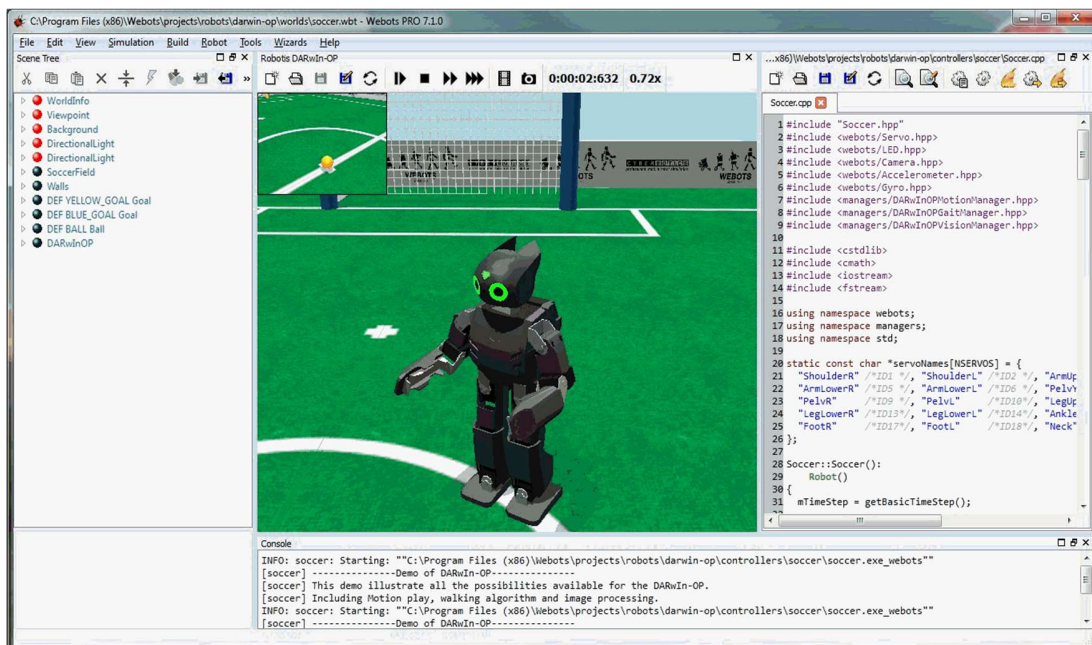 C:\Program Files (x86)\Webots\projects\robots\darwin-op\worlds\soccer.wbt - Webots PRO 7.1.0
File Edit View Simulation Build Robot Tools Wizards Help
Scene Tree
WorldInfo
Viewpoint
Background
DirectionalLight
DirectionalLight
SoccerField
Walls
DEF YELLOW_GOAL Goal
DEF BLUE_GOAL Goal
DEF BALL Ball
DARwInOP
Robotis DARwIn-OP
0:00:02:632 0.72x
WEBOTS
WEBOTS
...x86)\Webots\projects\robots\darwin-op\controllers\soccer\Soccer.cpp
Soccer.cpp
1 #include "Soccer.hpp"
2 #include <webots/Servo.hpp>
3 #include <webots/LED.hpp>
4 #include <webots/Camera.hpp>
5 #include <webots/Accelerometer.hpp>
6 #include <webots/Gyro.hpp>
7 #include <managers/DARwInOPMotionManager.hpp>
8 #include <managers/DARwInOPGaitManager.hpp>
9 #include <managers/DARwInOPVisionManager.hpp>
10
11 #include <cstdlib>
12 #include <cmath>
13 #include <iostream>
14 #include <fstream>
15
16 using namespace webots;
17 using namespace managers;
18 using namespace std;
19
20 static const char *servoNames[NSERVOS] = {
21 "ShoulderR" /*ID1 */, "ShoulderL" /*ID2 */, "ArmUp
22 "ArmLowerR" /*ID5 */, "ArmLowerL" /*ID6 */, "PelvY
23 "PelvR" /*ID9 */, "PelvL" /*ID10*/, "LegUp
24 "LegLowerR" /*ID13*/, "LegLowerL" /*ID14*/, "Ankle
25 "FootR" /*ID17*/, "FootL" /*ID18*/, "Neck"
26 };
27
28 Soccer::Soccer():
29 Robot()
30 {
31 mTimeStep = getBasicTimeStep();
Console
INFO: soccer: Starting: ""C:\Program Files (x86)\Webots\projects\robots\darwin-op\controllers\soccer\soccer.exe_webots""
[soccer] ---------------Demo of DARwIn-OP---------------
[soccer] This demo illustrate all the possibilities available for the DARwIn-OP.
[soccer] Including Motion play, walking algorithm and image processing.
INFO: soccer: Starting: ""C:\Program Files (x86)\Webots\projects\robots\darwin-op\controllers\soccer\soccer.exe_webots""
[soccer] ---------------Demo of DARwIn-OP---------------